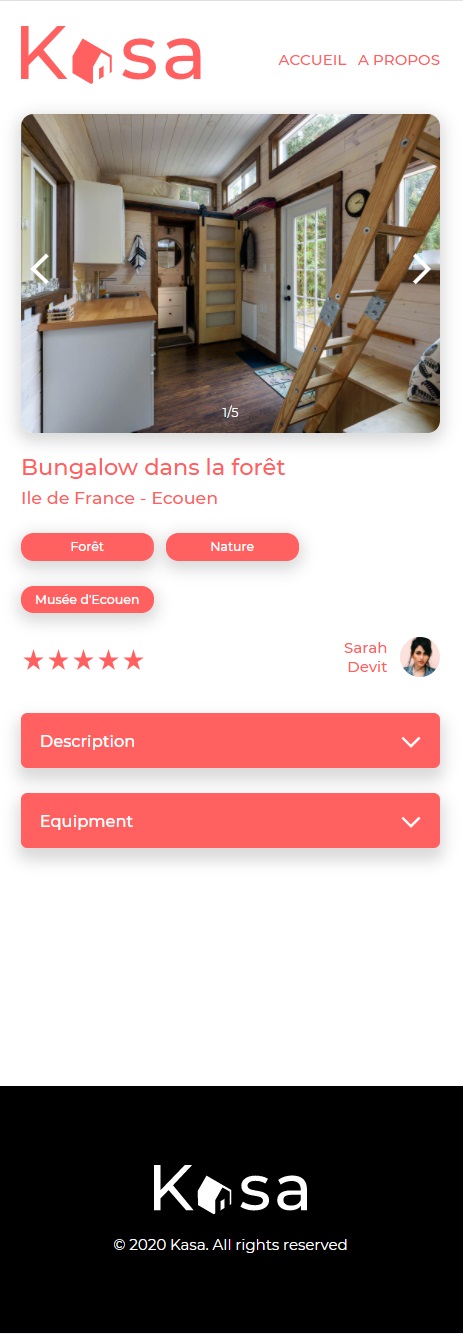 Kasa
ACCUEIL A PROPOS
1/5
Bungalow dans la forêt
Ile de France - Ecouen
Forêt
Nature
Musée d'Ecouen
Sarah
Devit
Description
Equipment
Kasa
© 2020 Kasa. All rights reserved